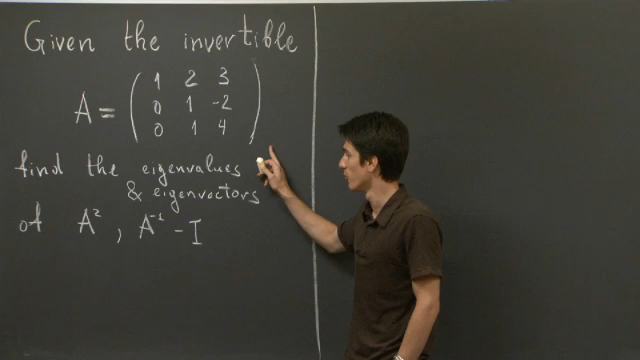 Given the invertible
A = ( 1 2 3
0 1 -2
0 1 4 )
find the eigenvalues
& eigenvectors
of A², A⁻¹ - I